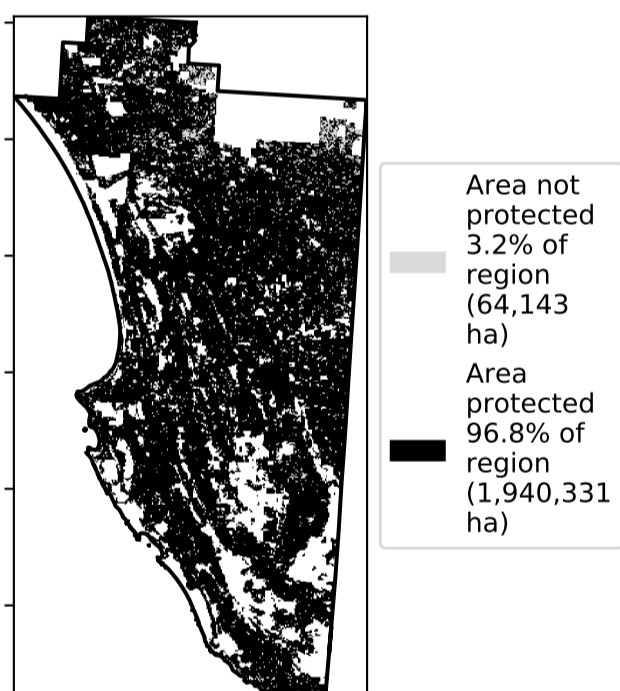 Area not
protected
3.2% of
region
(64,143
ha)
Area
protected
96.8% of
region
(1,940,331
ha)